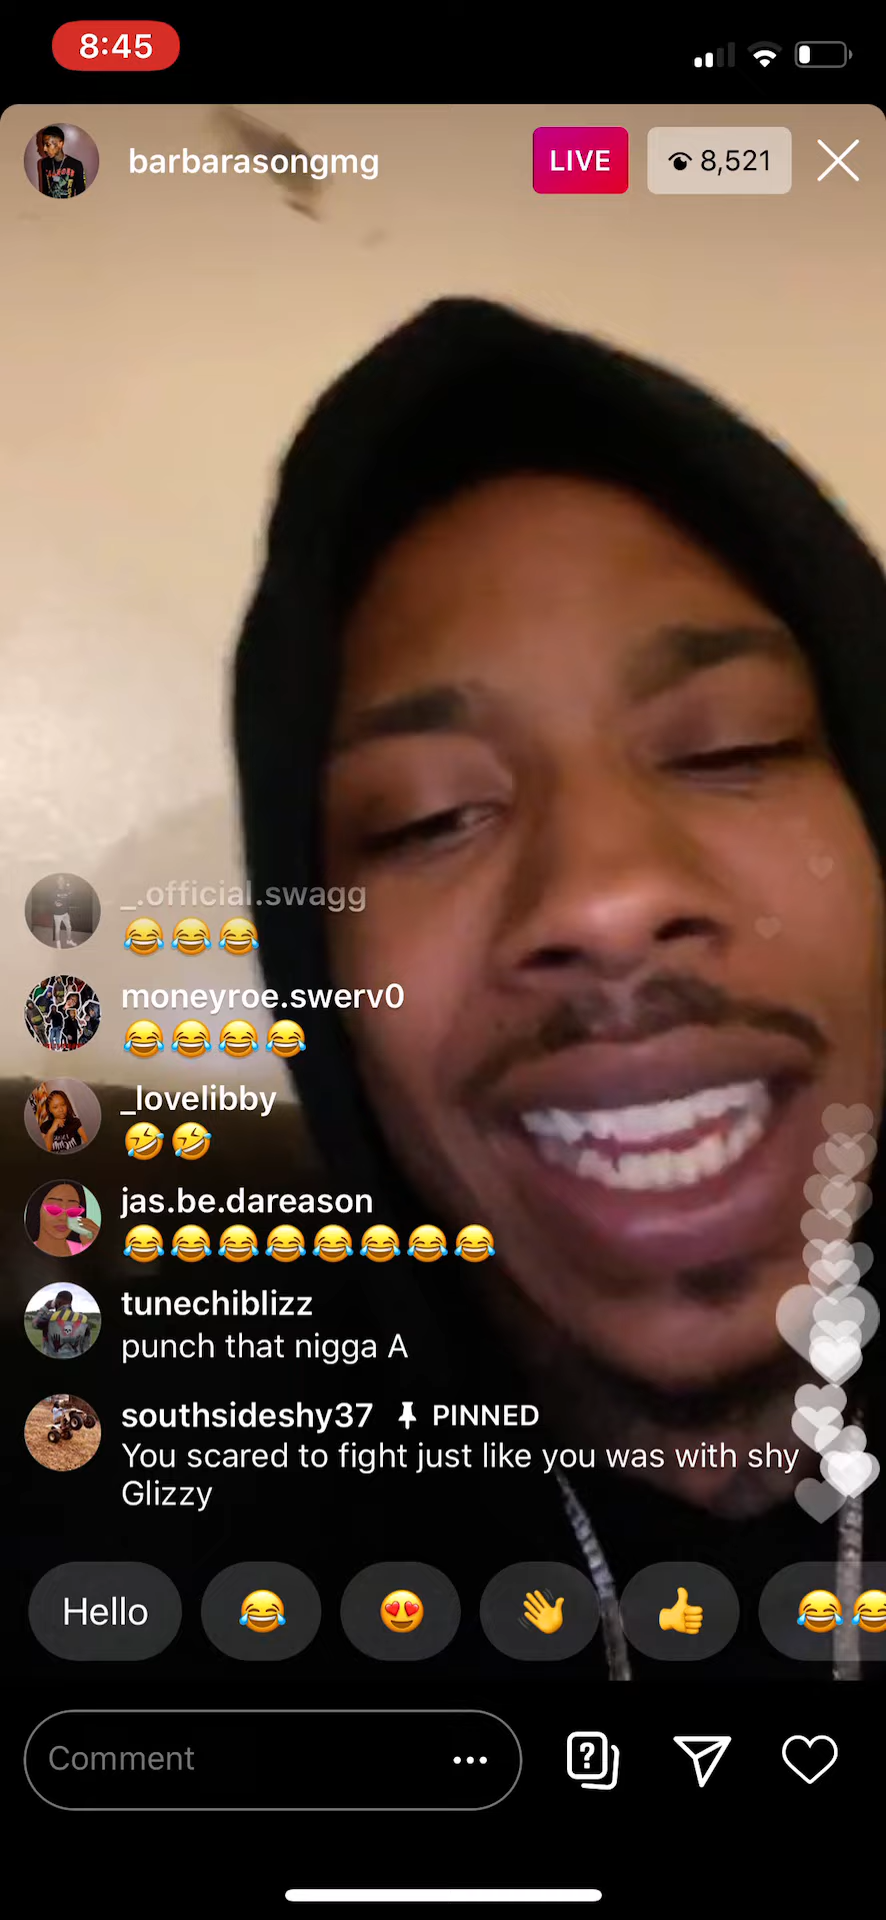 8:45
barbarasongmg
LIVE
8,521
_.official.swagg
😂😂😂
moneyroe.swerv0
😂😂😂😂
_lovelibby
🤣🤣
jas.be.dareason
😂😂😂😂😂😂😂😂
tunechiblizz
punch that nigga A
southsideshy37 PINNED
You scared to fight just like you was with shy
Glizzy
Hello 😂 😍 👋 👍 😂😂
Comment